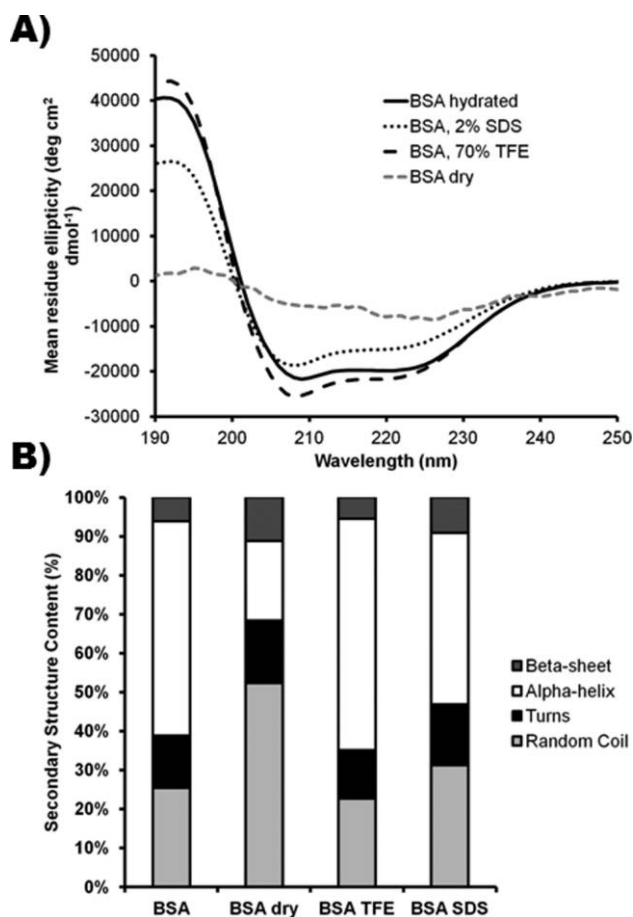 A)
50000
40000
30000
20000
10000
0
-10000
-20000
-30000
Mean residue ellipticity (deg cm²
dmol⁻¹)
BSA hydrated
BSA, 2% SDS
BSA, 70% TFE
BSA dry
190 200 210 220 230 240 250
Wavelength (nm)
B)
100%
90%
80%
70%
60%
50%
40%
30%
20%
10%
0%
Secondary Structure Content (%)
Beta-sheet
Alpha-helix
Turns
Random Coil
BSA BSA dry BSA TFE BSA SDS